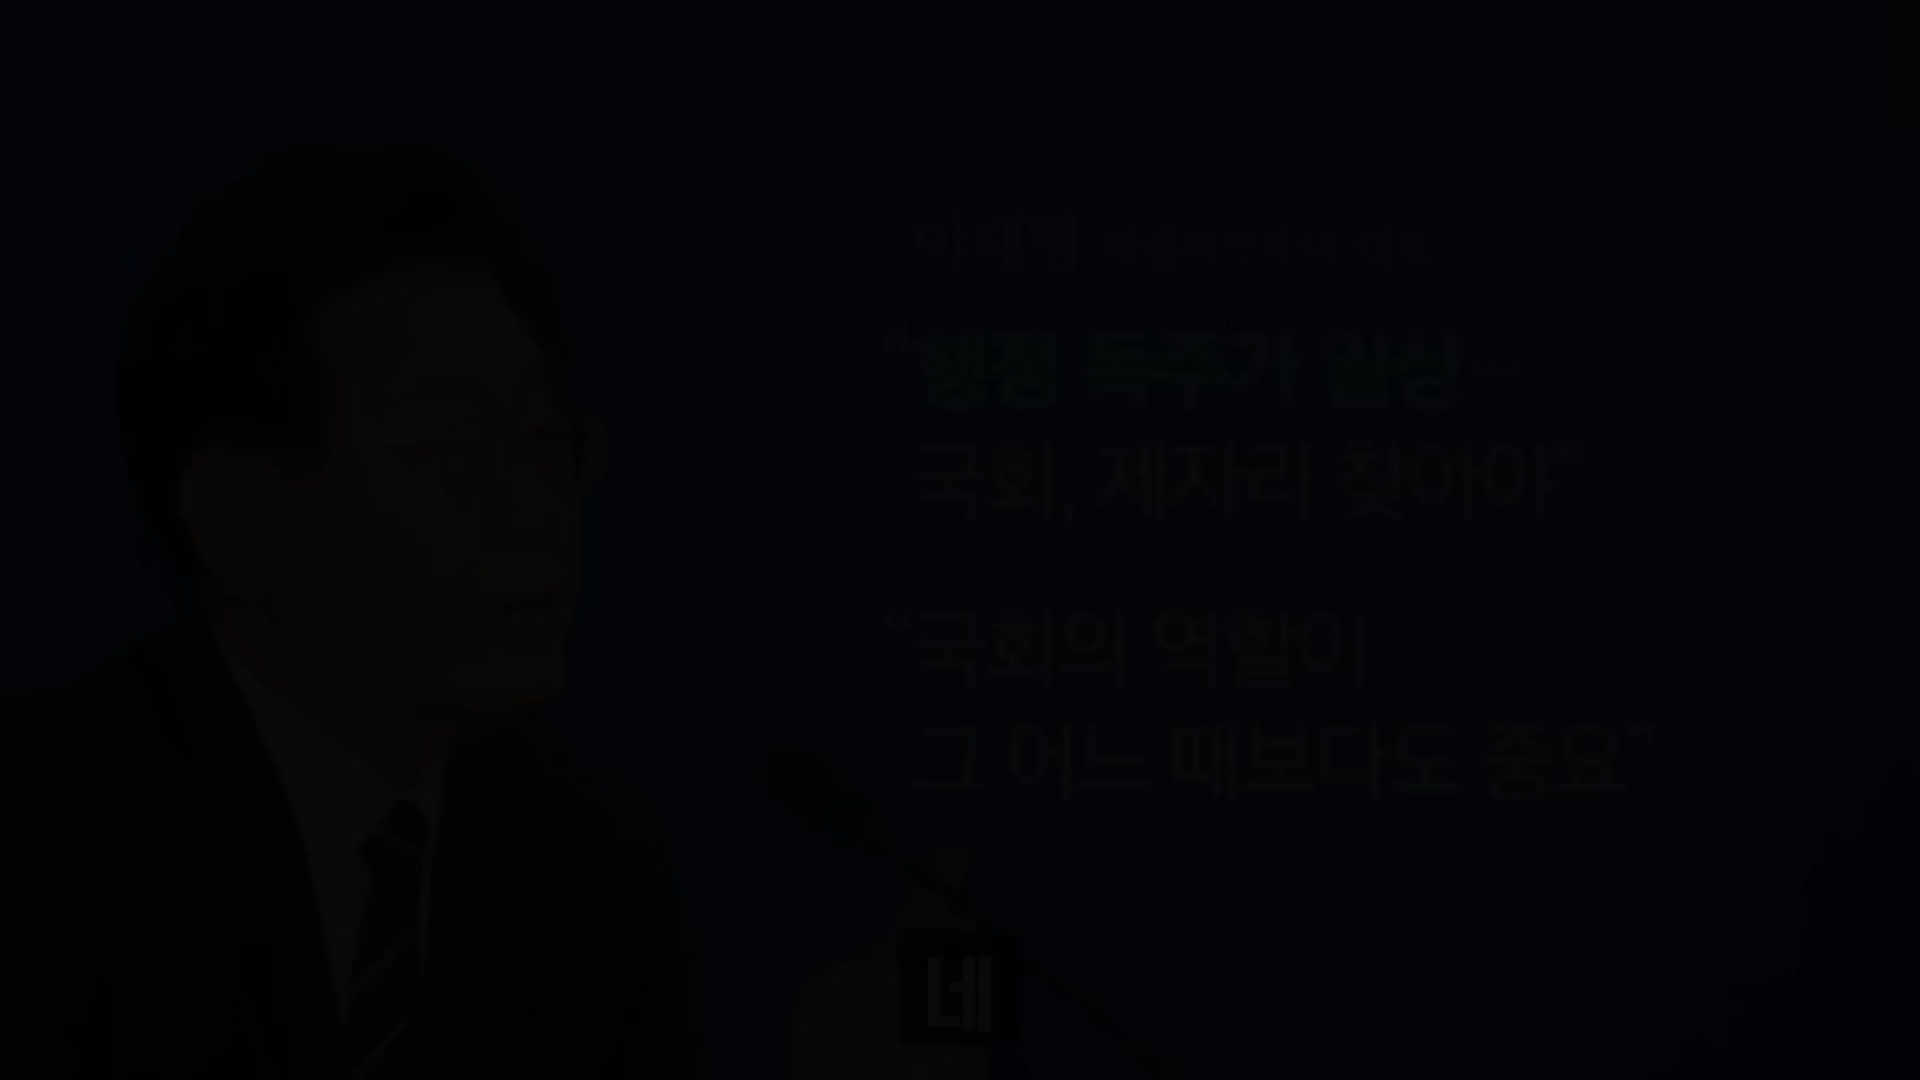 이재명 더불어민주당 대표
“행정 독주가 일상…
국회, 제자리 찾아야”
“국회의 역할이
그 어느 때보다도 중요”
네